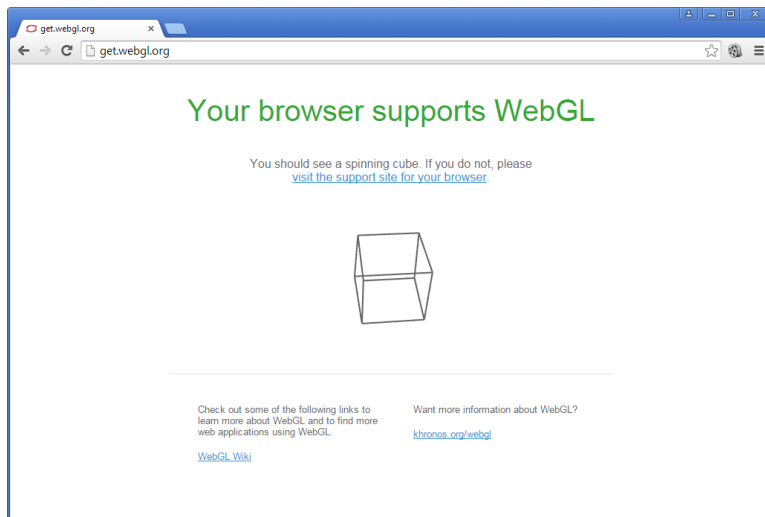 get.webgl.org
get.webgl.org
Your browser supports WebGL
You should see a spinning cube. If you do not, please
visit the support site for your browser.
Check out some of the following links to
learn more about WebGL and to find more
web applications using WebGL.
WebGL Wiki
Want more information about WebGL?
khronos.org/webgl